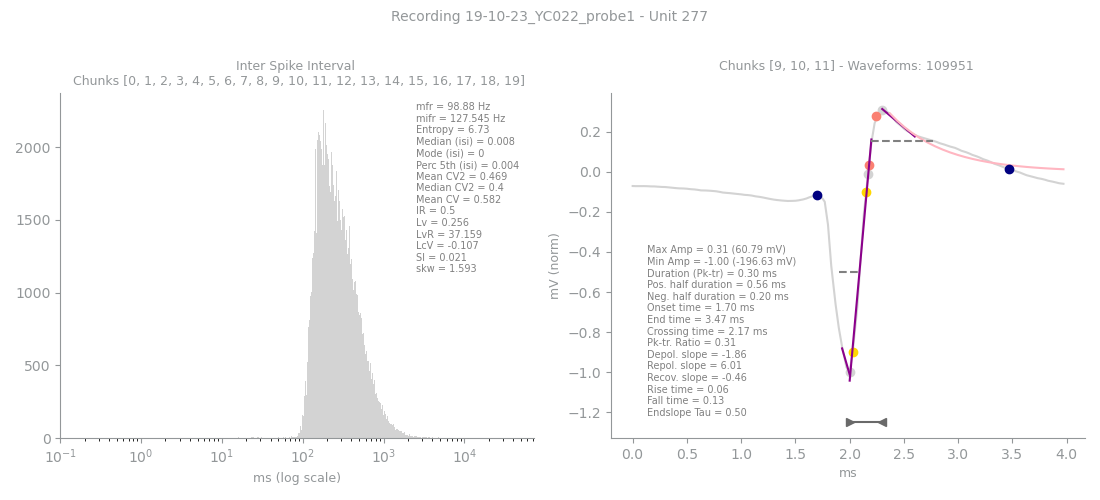 Recording 19-10-23_YC022_probe1 - Unit 277
Inter Spike Interval
Chunks [0, 1, 2, 3, 4, 5, 6, 7, 8, 9, 10, 11, 12, 13, 14, 15, 16, 17, 18, 19]
mfr = 98.88 Hz
mifr = 127.545 Hz
Entropy = 6.73
Median (isi) = 0.008
Mode (isi) = 0
Perc 5th (isi) = 0.004
Mean CV2 = 0.469
Median CV2 = 0.4
Mean CV = 0.582
IR = 0.5
Lv = 0.256
LvR = 37.159
LcV = -0.107
SI = 0.021
skw = 1.593
2000
1500
1000
500
0
10⁻¹ 10⁰ 10¹ 10² 10³ 10⁴
ms (log scale)
Chunks [9, 10, 11] - Waveforms: 109951
mV (norm)
0.2
0.0
−0.2
−0.4
−0.6
−0.8
−1.0
−1.2
Max Amp = 0.31 (60.79 mV)
Min Amp = -1.00 (-196.63 mV)
Duration (Pk-tr) = 0.30 ms
Pos. half duration = 0.56 ms
Neg. half duration = 0.20 ms
Onset time = 1.70 ms
End time = 3.47 ms
Crossing time = 2.17 ms
Pk-tr. Ratio = 0.31
Depol. slope = -1.86
Repol. slope = 6.01
Recov. slope = -0.46
Rise time = 0.06
Fall time = 0.13
Endslope Tau = 0.50
0.0 0.5 1.0 1.5 2.0 2.5 3.0 3.5 4.0
ms